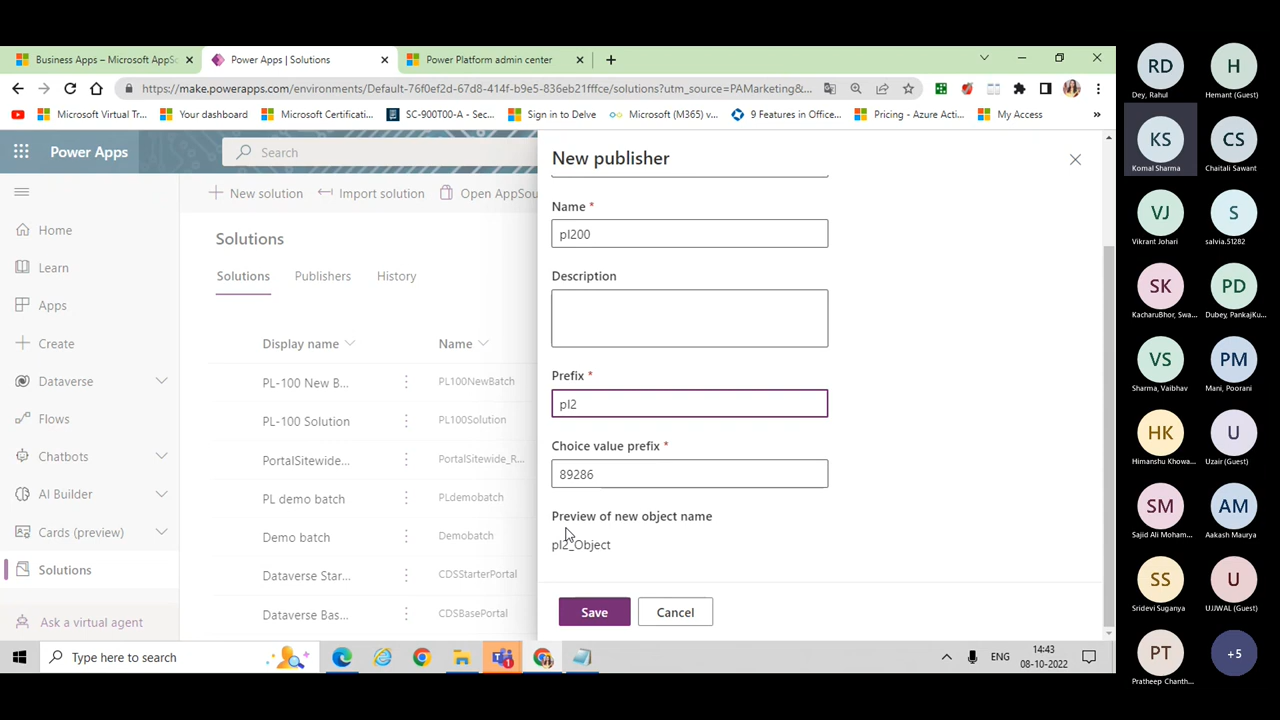 Business Apps – Microsoft AppSc
Power Apps | Solutions
Power Platform admin center
https://make.powerapps.com/environments/default-76f0ef2d-67d8-414f-b9e5-836eb21fffce/solutions?utm_source=PAMarketing&...
Microsoft Virtual Tr...
Your dashboard
Microsoft Certificati...
SC-900T00-A - Sec...
Sign in to Delve
Microsoft (M365) v...
9 Features in Office...
Pricing - Azure Acti...
My Access
Power Apps
Search
New solution
Import solution
Open AppSou
Home
Learn
Apps
Create
Dataverse
Flows
Chatbots
AI Builder
Cards (preview)
Solutions
Ask a virtual agent
Solutions
Solutions
Publishers
History
Display name
Name
PL-100 New B...
PL100NewBatch
PL-100 Solution
PL100Solution
PortalSitewide...
PortalSitewide_R...
PL demo batch
PLdemobatch
Demo batch
Demobatch
Dataverse Star...
CDSStarterPortal
Dataverse Bas...
CDSBasePortal
New publisher
Name *
pl200
Description
Prefix *
pl2
Choice value prefix *
89286
Preview of new object name
pl2_Object
Save
Cancel
Type here to search
ENG
14:43
08-10-2022
RD
Dey, Rahul
H
Hemant (Guest)
KS
Komal Sharma
CS
Chaitali Sawant
VJ
Vikrant Johari
S
salvia.51282
SK
KacharuBhor, Swa...
PD
Dubey, PankajKu...
VS
Sharma, Vaibhav
PM
Mani, Poorani
HK
Himanshu Khowa...
U
Uzair (Guest)
SM
Sajid Ali Moham...
AM
Aakash Maurya
SS
Sridevi Suganya
U
UJJWAL (Guest)
PT
Pratheep Chanth...
+5